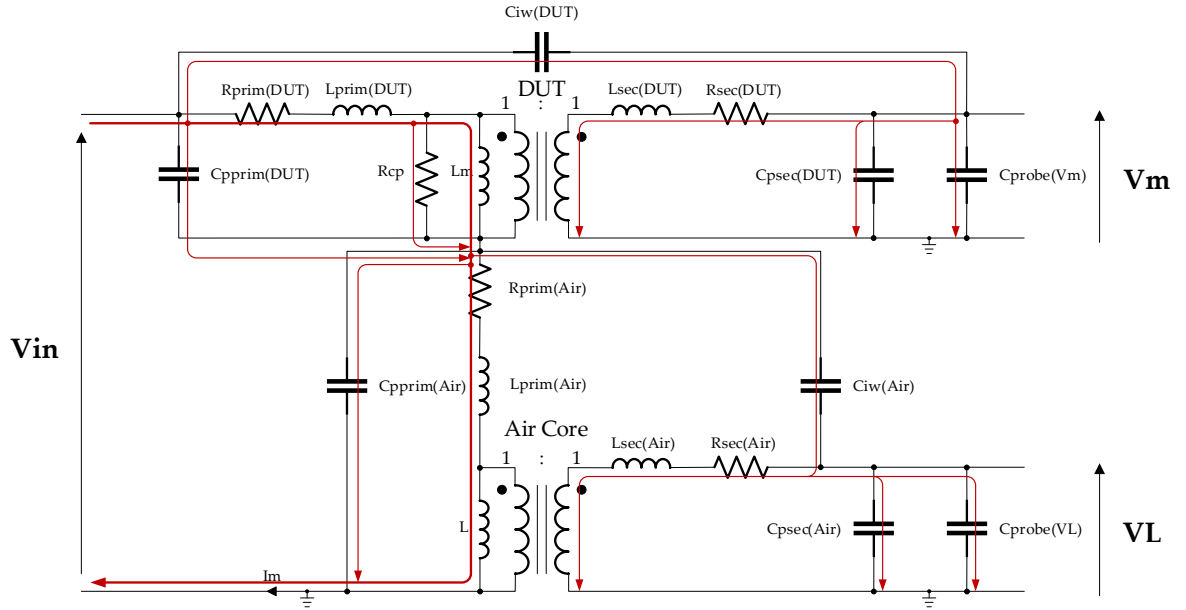 Ciw(DUT)
DUT
Rprim(DUT)
Lprim(DUT)
1 : 1
Lsec(DUT)
Rsec(DUT)
Cpprim(DUT)
Rcp
Lm
Cpsec(DUT)
Cprobe(Vm)
Vm
Rprim(Air)
Vin
Cpprim(Air)
Lprim(Air)
Ciw(Air)
Air Core
1 : 1
Lsec(Air)
Rsec(Air)
L
Cpsec(Air)
Cprobe(VL)
VL
Im